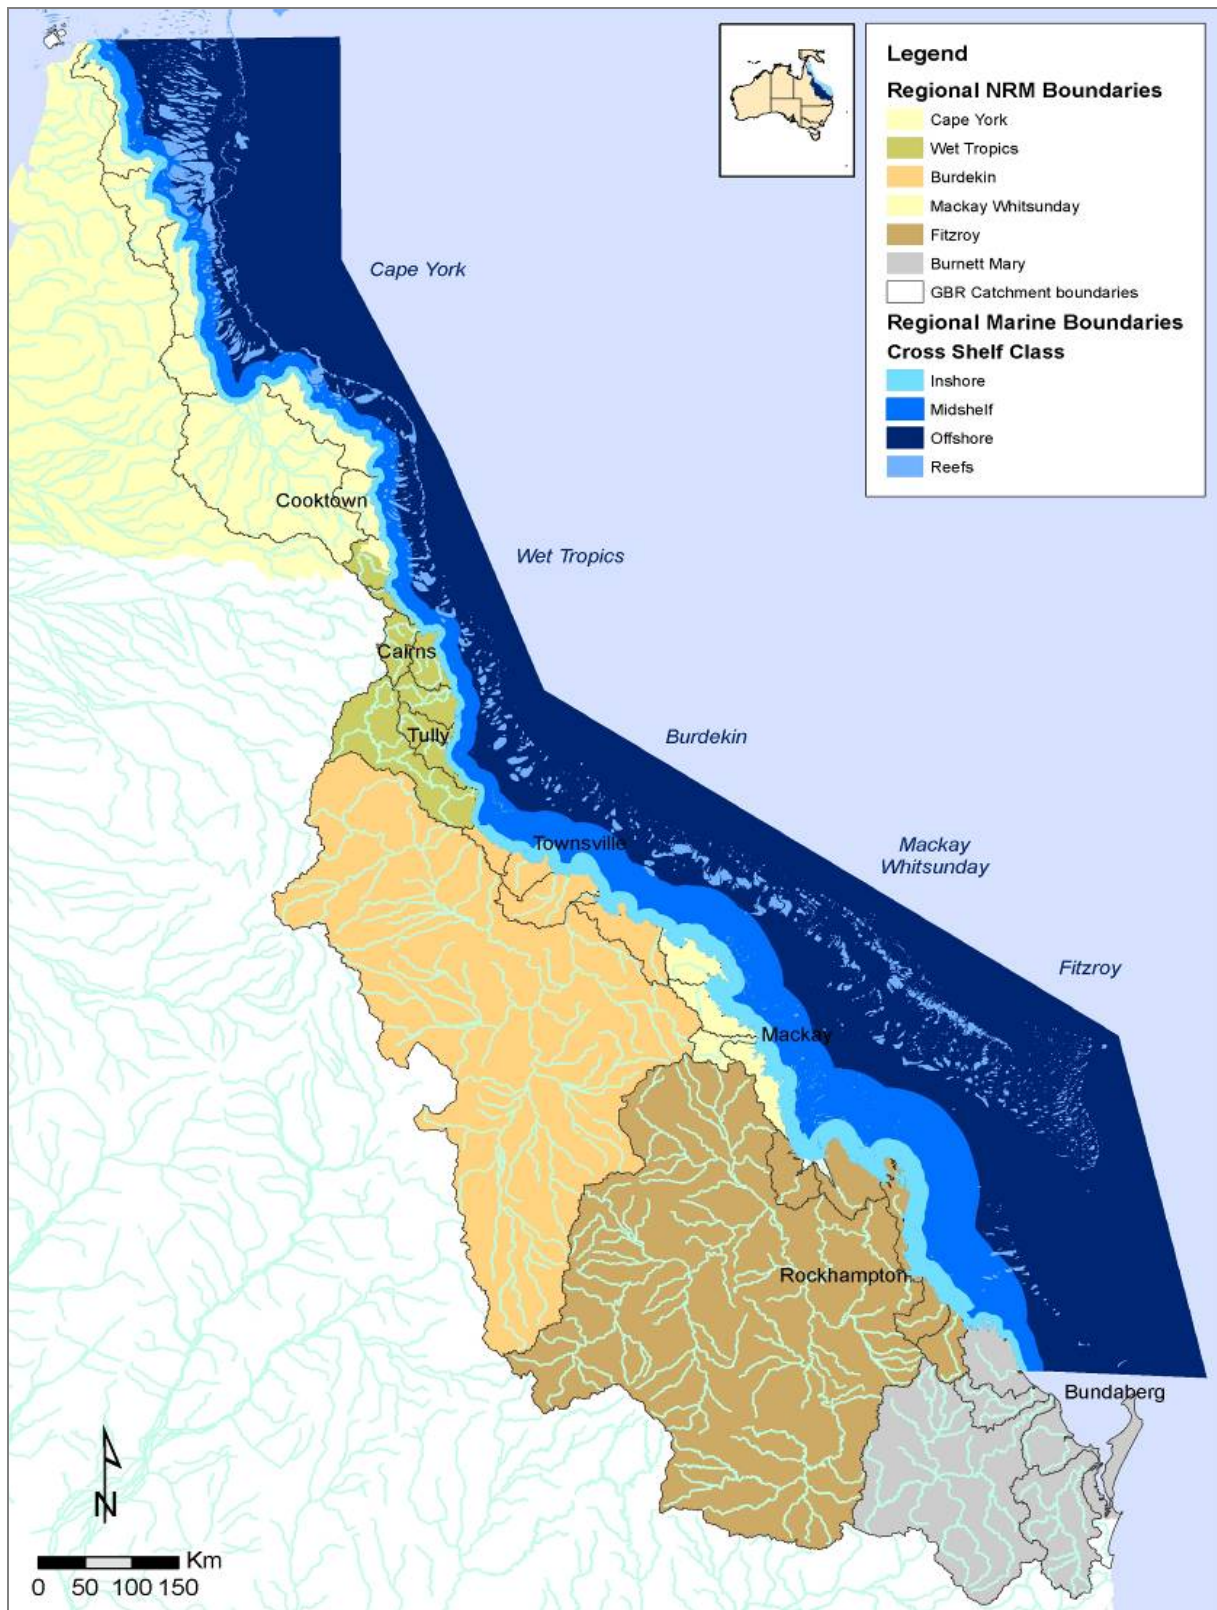 Legend
Regional NRM Boundaries
Cape York
Wet Tropics
Burdekin
Mackay Whitsunday
Fitzroy
Burnett Mary
GBR Catchment boundaries
Regional Marine Boundaries
Cross Shelf Class
Inshore
Midshelf
Offshore
Reefs
Cape York
Cooktown
Wet Tropics
Cairns
Tully
Burdekin
Townsville
Mackay
Whitsunday
Fitzroy
Mackay
Rockhampton
Bundaberg
N
Km
0 50 100 150